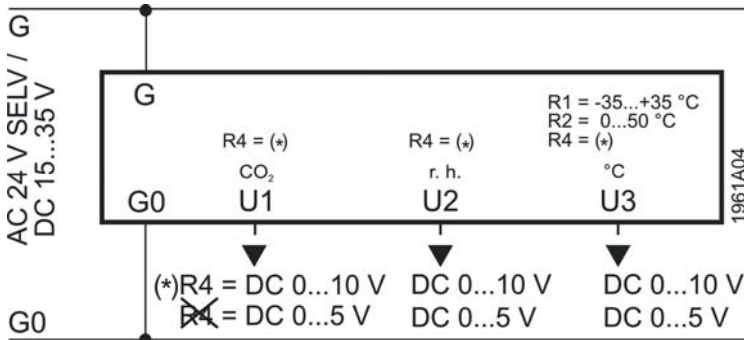 G
AC 24 V SELV /
DC 15...35 V
G
R1 = -35...+35 °C
R2 = 0...50 °C
R4 = (*)
R4 = (*)
R4 = (*)
CO₂
r. h.
°C
G0
U1
U2
U3
1961A04
(*)R4 = DC 0...10 V
DC 0...10 V
DC 0...10 V
R4 = DC 0...5 V
DC 0...5 V
DC 0...5 V
G0